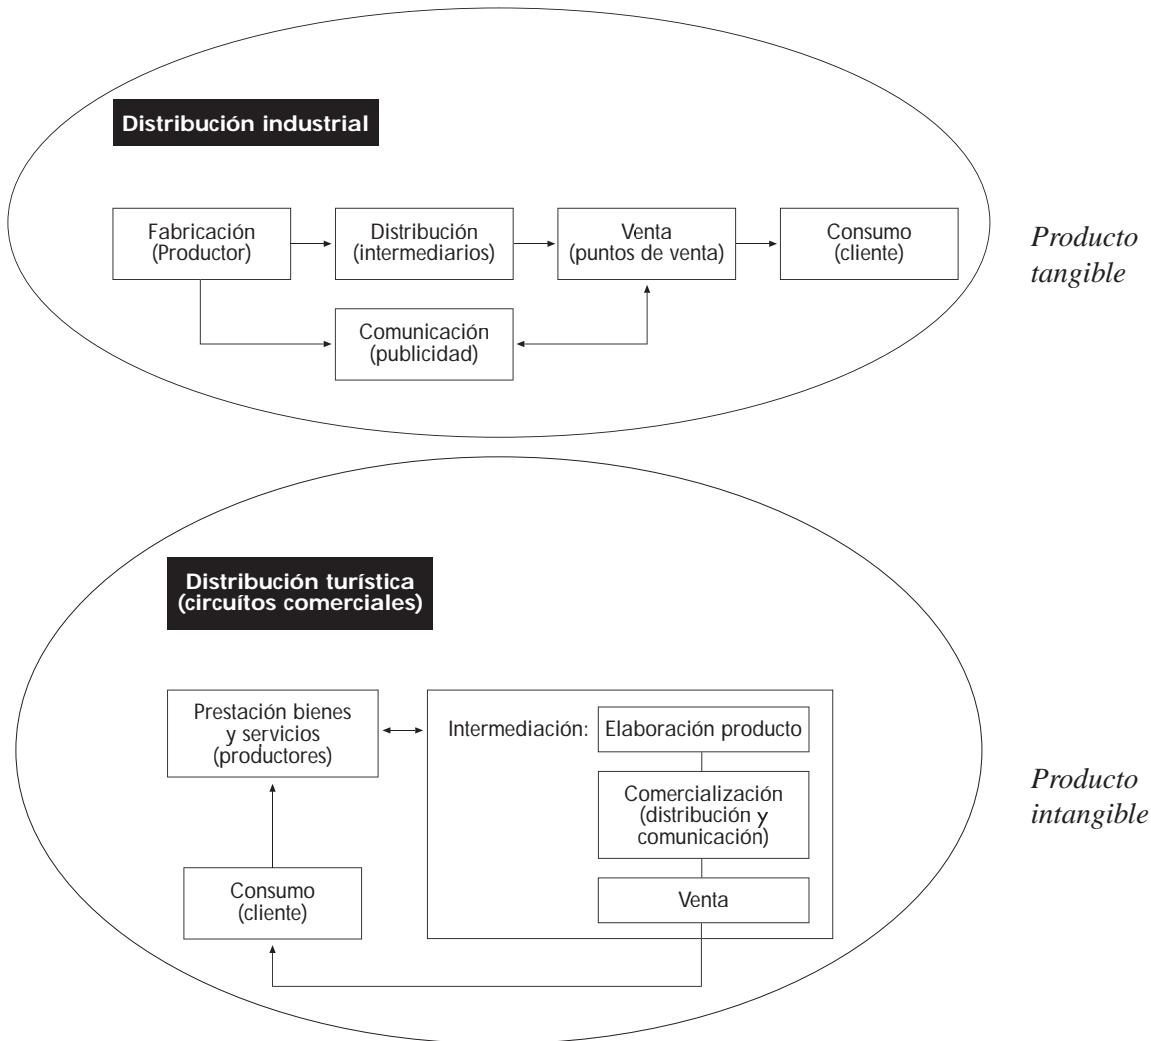 Distribución industrial
Fabricación
(Productor)
Distribución
(intermediarios)
Venta
(puntos de venta)
Consumo
(cliente)
Producto
tangible
Comunicación
(publicidad)
Distribución turística
(circuítos comerciales)
Prestación bienes
y servicios
(productores)
Intermediación:
Elaboración producto
Comercialización
(distribución y
comunicación)
Venta
Consumo
(cliente)
Producto
intangible